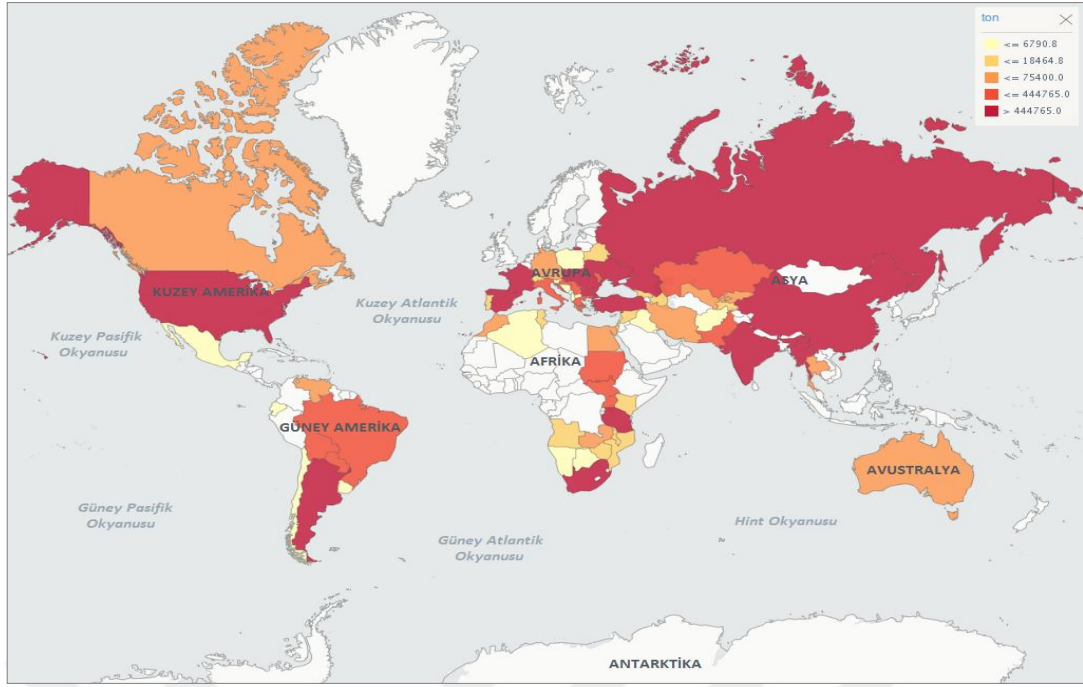 ton
<= 6790.8
<= 18464.8
<= 75400.0
<= 444765.0
> 444765.0
AVRUPA
ASYA
KUZEY AMERİKA
Kuzey Atlantik
Okyanusu
Kuzey Pasifik
Okyanusu
AFRİKA
GÜNEY AMERİKA
AVUSTRALYA
Güney Pasifik
Okyanusu
Hint Okyanusu
Güney Atlantik
Okyanusu
ANTARKTİKA